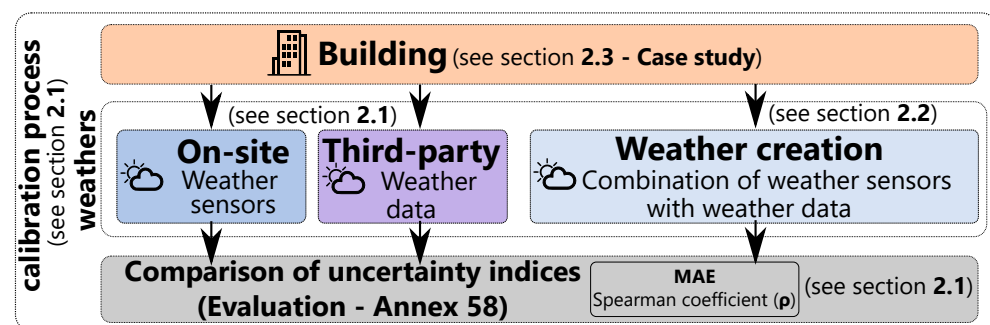 calibration process
(see section 2.1)
weathers
Building (see section 2.3 - Case study)
(see section 2.1)
(see section 2.2)
On-site
Weather
sensors
Third-party
Weather
data
Weather creation
Combination of weather sensors
with weather data
Comparison of uncertainty indices
(Evaluation - Annex 58)
MAE
Spearman coefficient (ρ)
(see section 2.1)